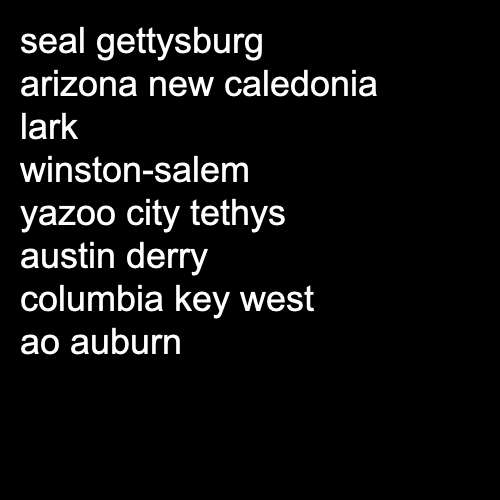 seal gettysburg
arizona new caledonia
lark
winston-salem
yazoo city tethys
austin derry
columbia key west
ao auburn